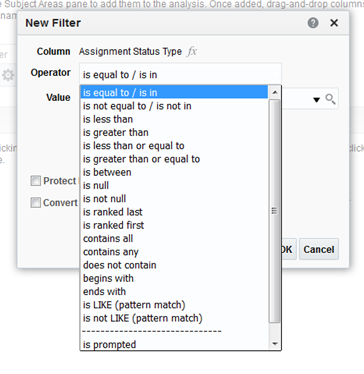 e Subject Areas pane to add them to the analysis. Once added, drag-and-drop columns
New Filter
Column Assignment Status Type fx
Operator is equal to / is in
Value
is equal to / is in
is not equal to / is not in
is less than
is greater than
is less than or equal to
is greater than or equal to
is between
is null
is not null
is ranked last
is ranked first
contains all
contains any
does not contain
begins with
ends with
is LIKE (pattern match)
is not LIKE (pattern match)
------------------------------
is prompted
Protect
Convert
OK Cancel